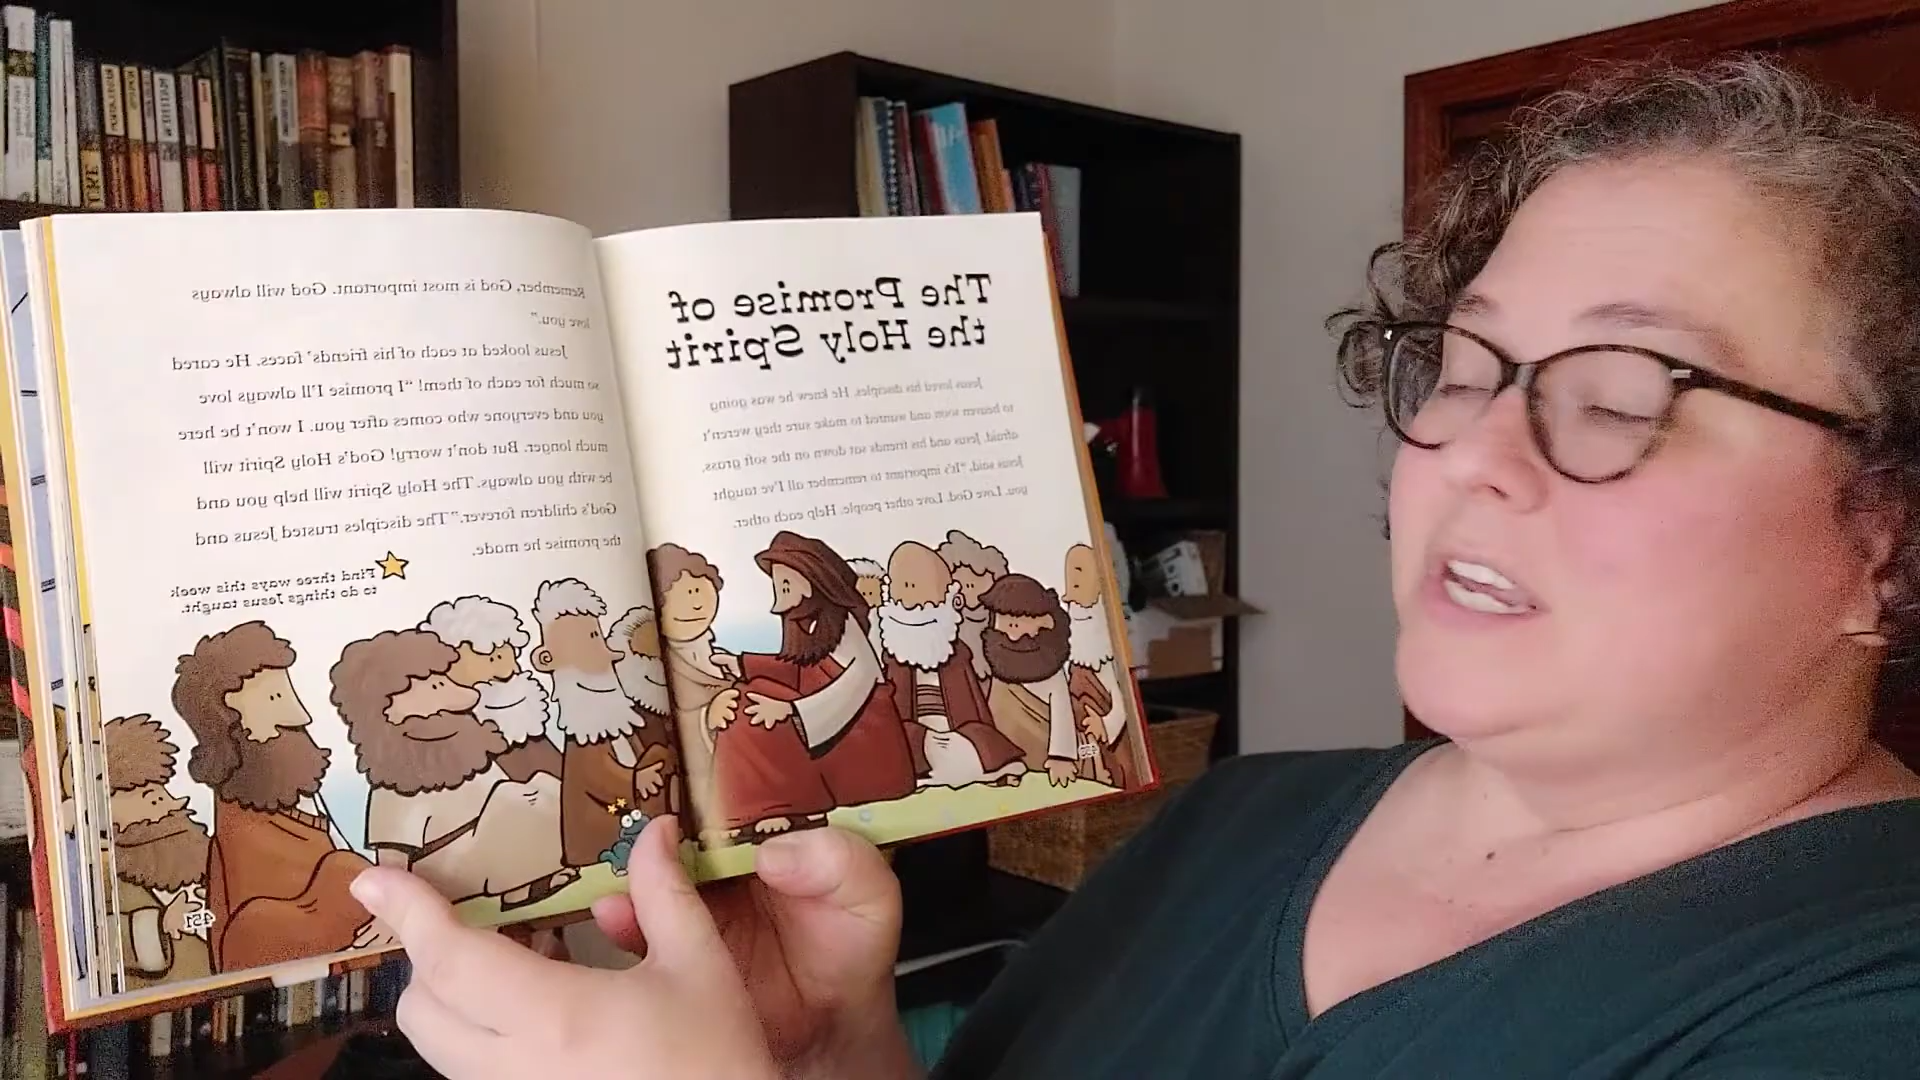 The Promise of
the Holy Spirit
Jesus loved his disciples. He knew he was going
to heaven soon and wanted to make sure they weren't
afraid. Jesus and his friends sat down on the soft grass.
Jesus said, "It's important to remember all I've taught
you. Love God. Love other people. Help each other.
Remember, God is most important. God will always
love you."
Jesus looked at each of his friends' faces. He cared
so much for each of them! "I promise I'll always love
you and everyone who comes after you. I won't be here
much longer. But don't worry! God's Holy Spirit will
be with you always. The Holy Spirit will help you and
God's children forever." The disciples trusted Jesus and
the promise he made.
Find three ways this week
to do things Jesus taught.
451